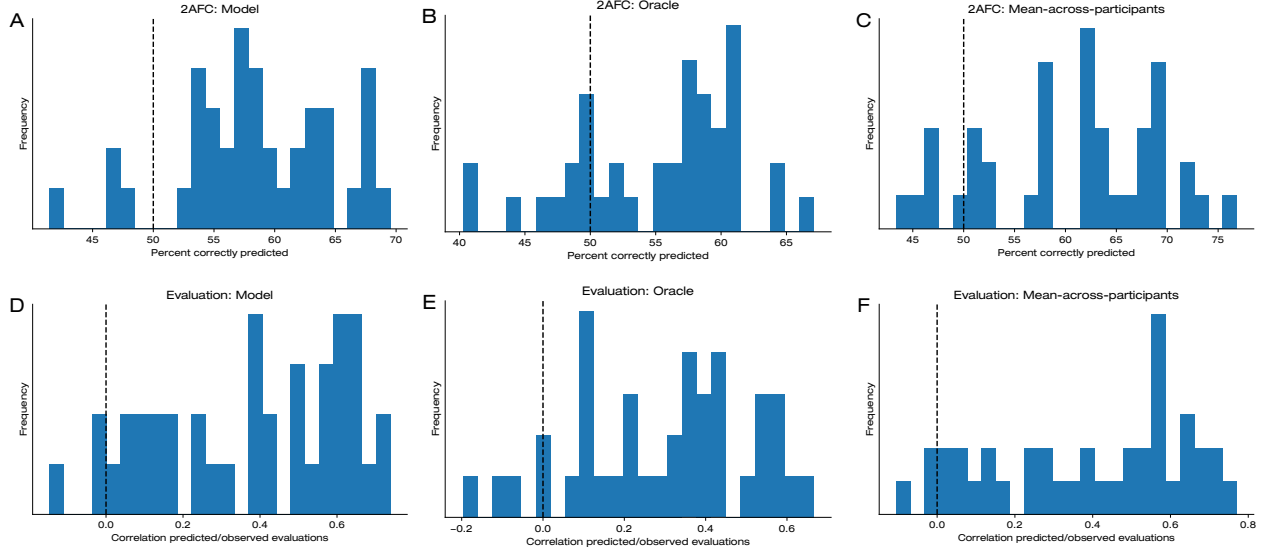 A
2AFC: Model
Frequency
45 50 55 60 65 70
Percent correctly predicted
B
2AFC: Oracle
Frequency
40 45 50 55 60 65
Percent correctly predicted
C
2AFC: Mean-across-participants
Frequency
45 50 55 60 65 70 75
Percent correctly predicted
D
Evaluation: Model
Frequency
0.0 0.2 0.4 0.6
Correlation predicted/observed evaluations
E
Evaluation: Oracle
Frequency
−0.2 0.0 0.2 0.4 0.6
Correlation predicted/observed evaluations
F
Evaluation: Mean-across-participants
Frequency
0.0 0.2 0.4 0.6 0.8
Correlation predicted/observed evaluations